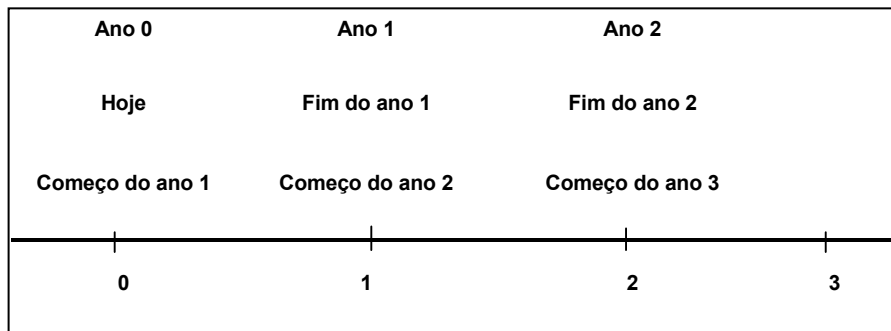 Ano 0 Ano 1 Ano 2
Hoje Fim do ano 1 Fim do ano 2
Começo do ano 1 Começo do ano 2 Começo do ano 3
0 1 2 3